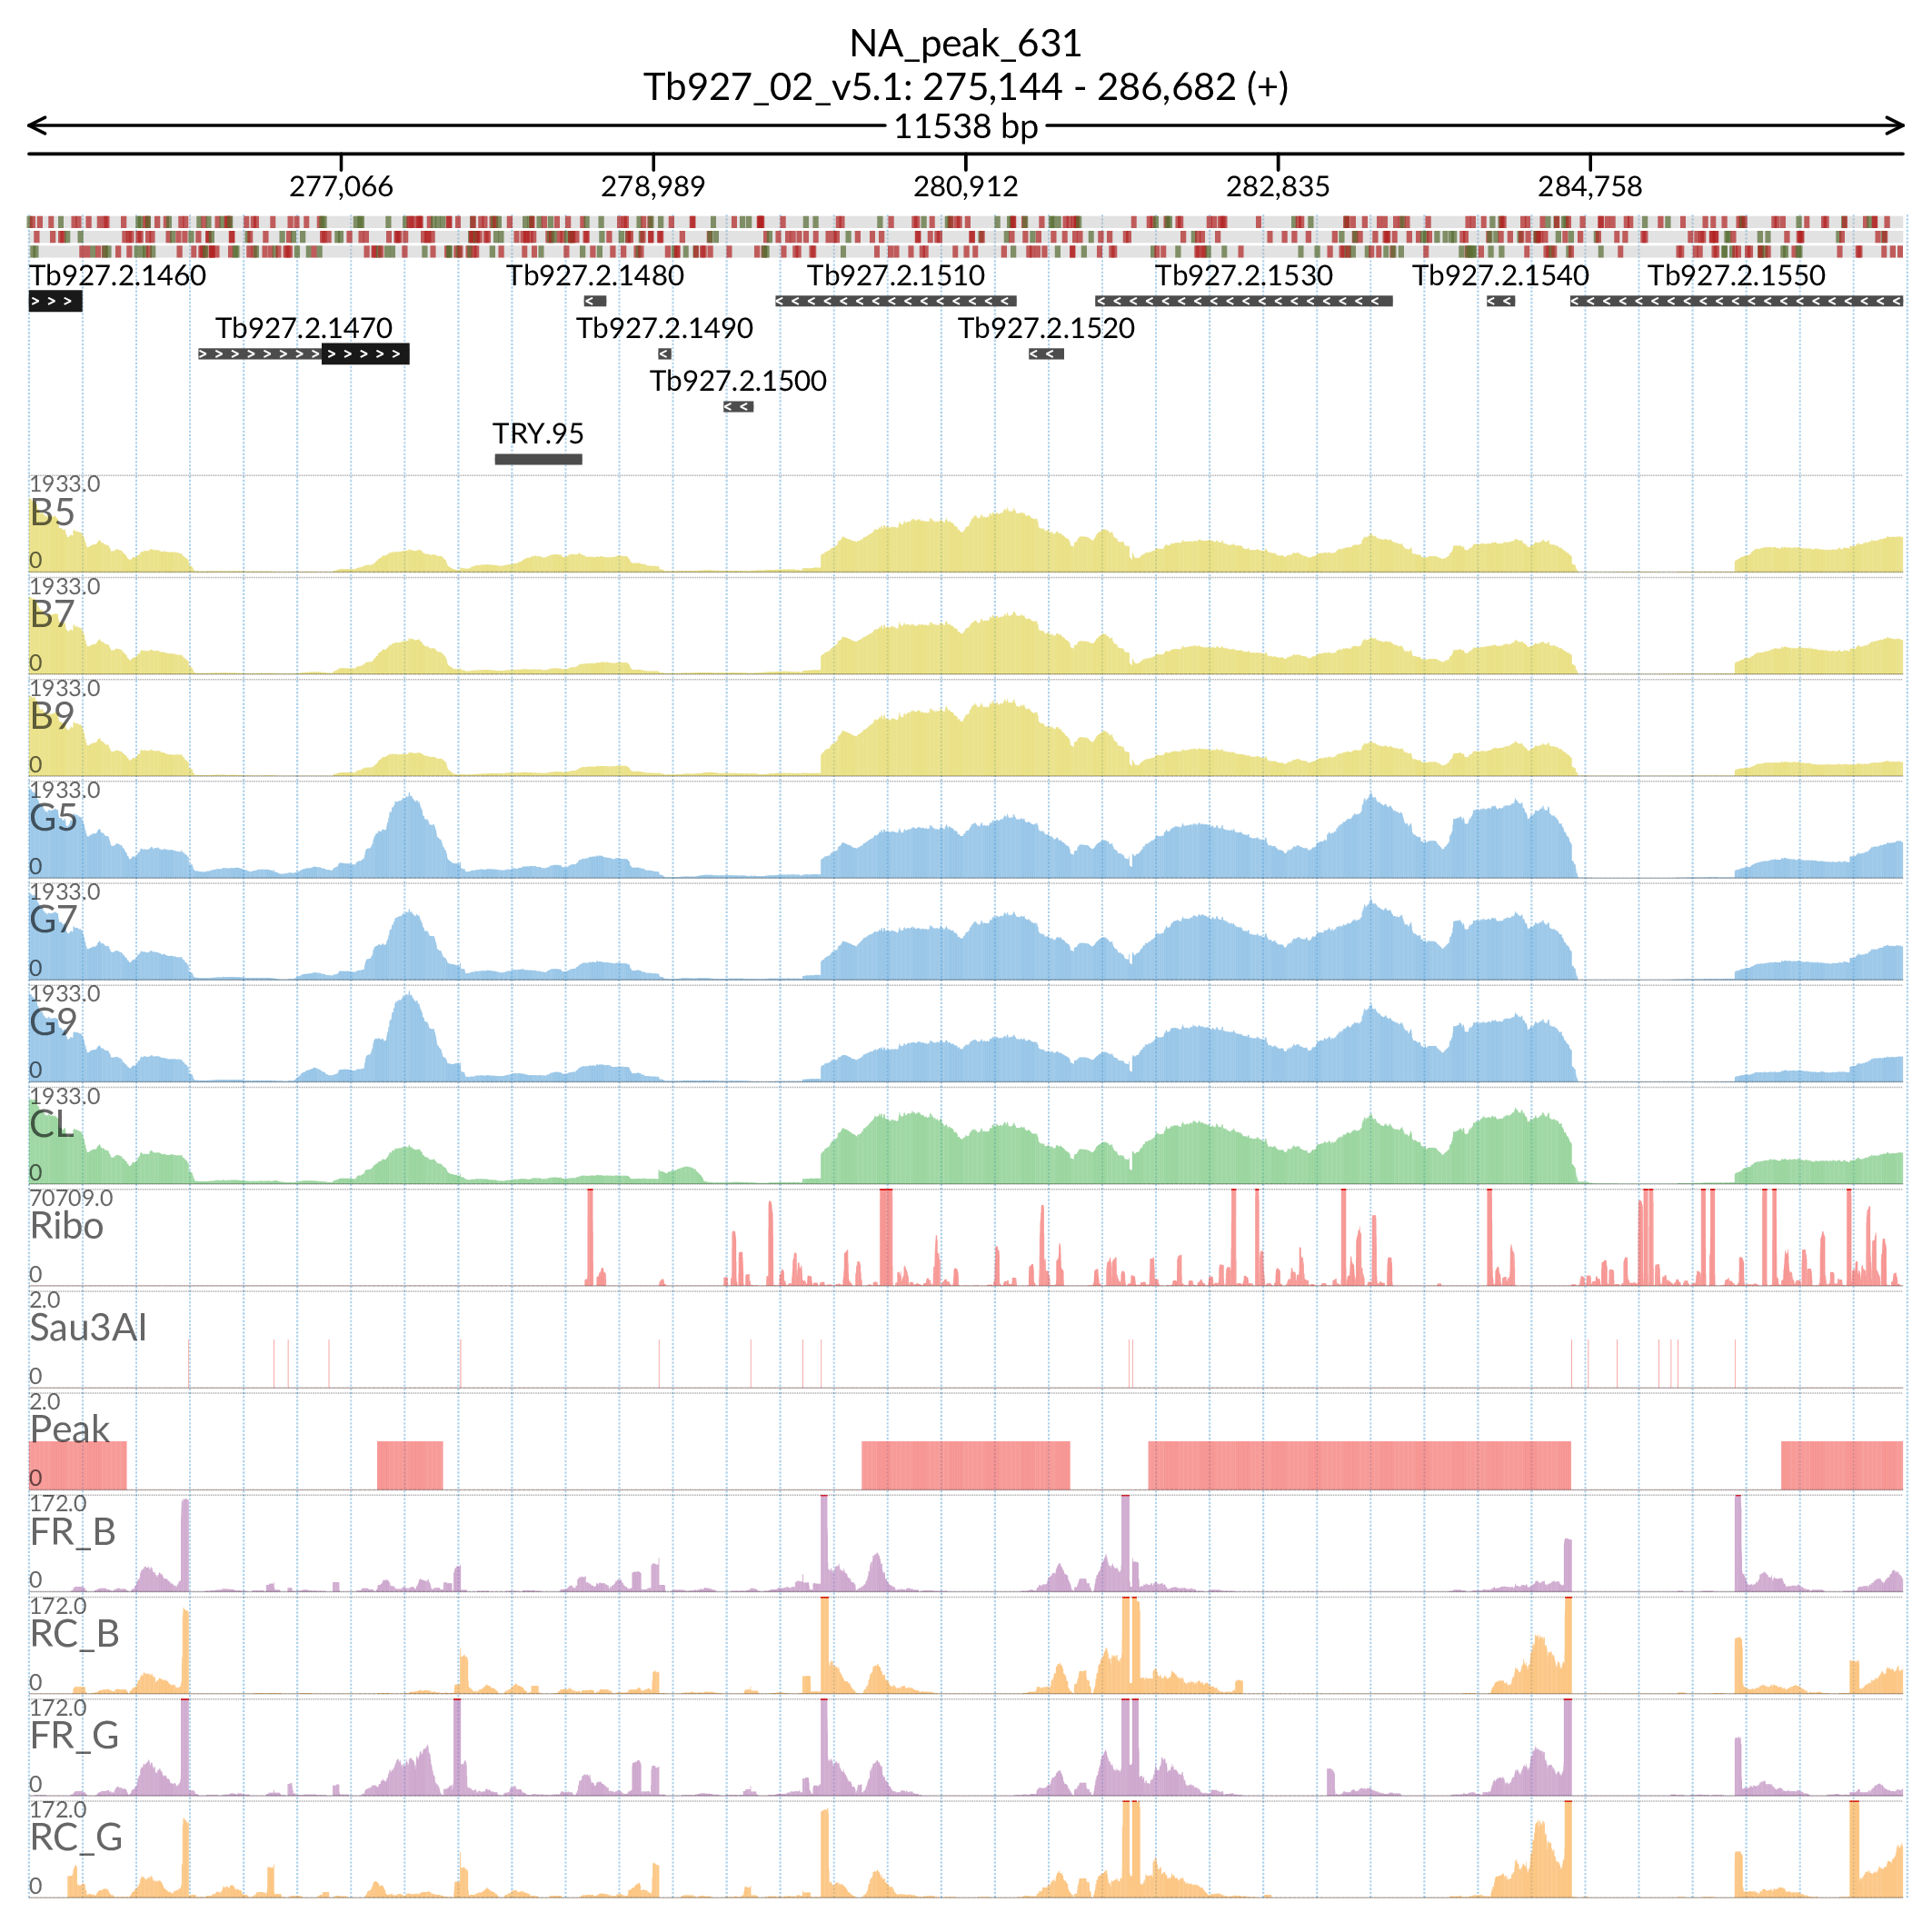 NA_peak_631
Tb927_02_v5.1: 275,144 - 286,682 (+)
11538 bp
277,066 278,989 280,912 282,835 284,758
Tb927.2.1460 Tb927.2.1480 Tb927.2.1510 Tb927.2.1530 Tb927.2.1540 Tb927.2.1550
Tb927.2.1470 Tb927.2.1490 Tb927.2.1520
Tb927.2.1500
TRY.95
1933.0
B5
0
1933.0
B7
0
1933.0
B9
0
1933.0
G5
0
1933.0
G7
0
1933.0
G9
0
1933.0
CL
0
70709.0
Ribo
0
2.0
Sau3AI
0
2.0
Peak
0
172.0
FR_B
0
172.0
RC_B
0
172.0
FR_G
0
172.0
RC_G
0